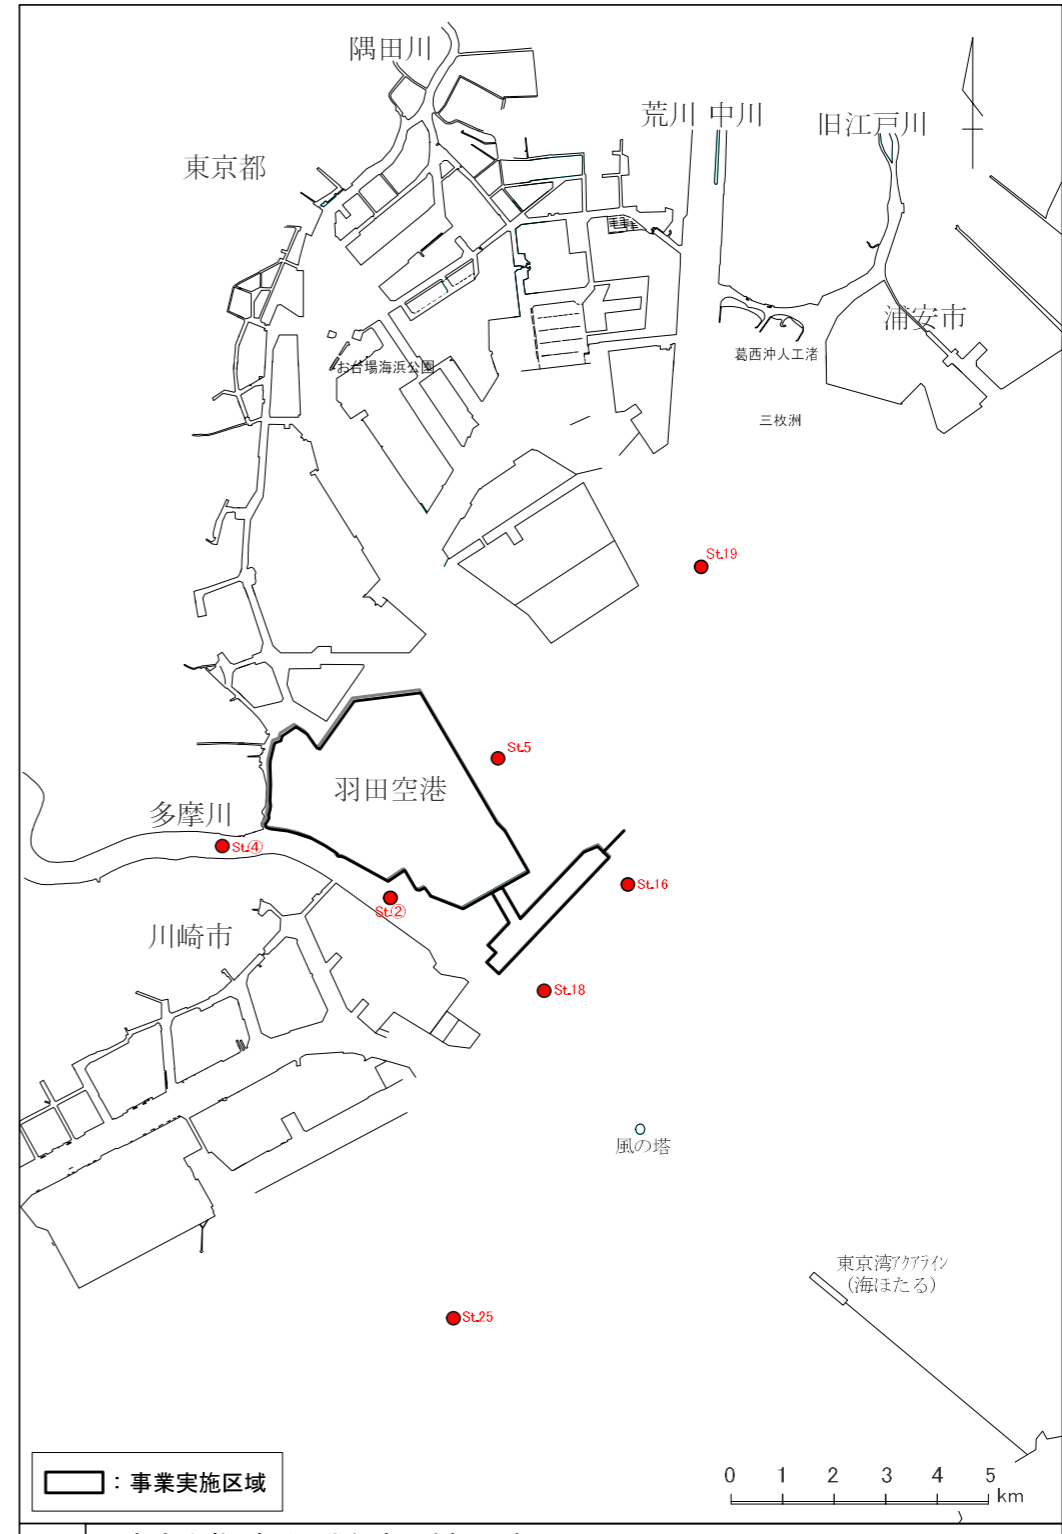 隅田川
荒川 中川
旧江戸川
東京都
浦安市
葛西沖人工渚
お台場海浜公園
三枚洲
St.19
St.5
羽田空港
多摩川
St.④
St.16
St.②
川崎市
St.18
風の塔
東京湾アクアライン
(海ほたる)
St.25
：事業実施区域
0 1 2 3 4 5
km